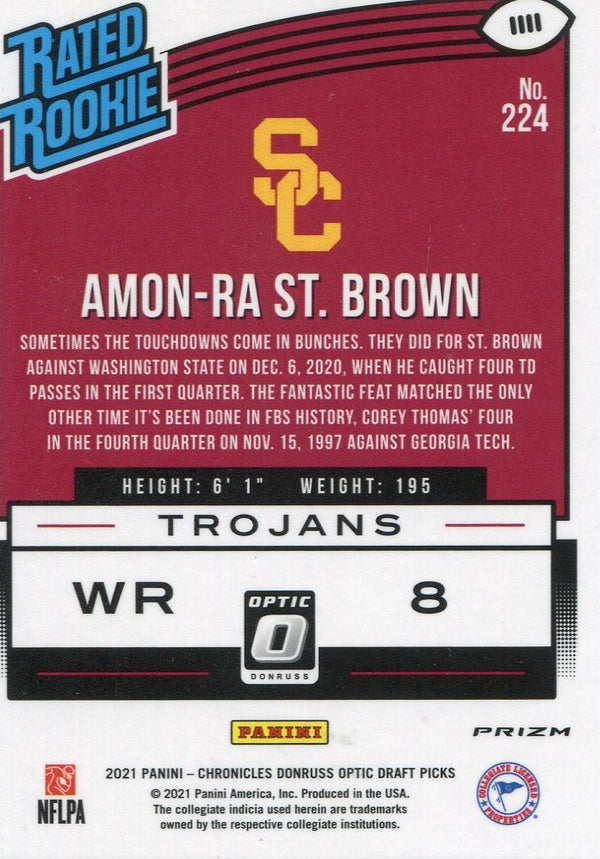 RATED
ROOKIE
No.
224
SC
AMON-RA ST. BROWN
SOMETIMES THE TOUCHDOWNS COME IN BUNCHES. THEY DID FOR ST. BROWN
AGAINST WASHINGTON STATE ON DEC. 6, 2020, WHEN HE CAUGHT FOUR TD
PASSES IN THE FIRST QUARTER. THE FANTASTIC FEAT MATCHED THE ONLY
OTHER TIME IT'S BEEN DONE IN FBS HISTORY, COREY THOMAS' FOUR
IN THE FOURTH QUARTER ON NOV. 15, 1997 AGAINST GEORGIA TECH.
HEIGHT: 6' 1" WEIGHT: 195
TROJANS
WR
8
OPTIC
O
DONRUSS
PANINI
PRIZM
2021 PANINI – CHRONICLES DONRUSS OPTIC DRAFT PICKS
© 2021 Panini America, Inc. Produced in the USA.
The collegiate indicia used herein are trademarks
owned by the respective collegiate institutions.
NFLPA
COLLEGIATE LICENSED
PROPERTIES